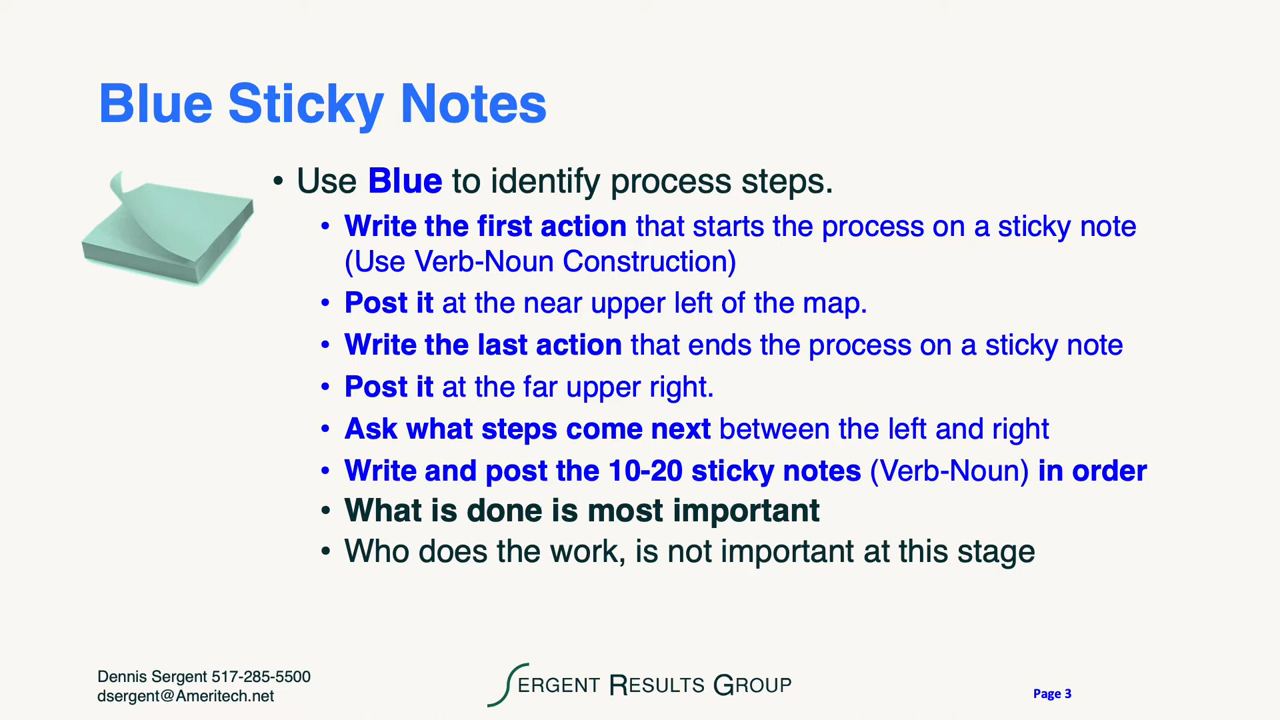 Blue Sticky Notes
• Use Blue to identify process steps.
• Write the first action that starts the process on a sticky note
(Use Verb-Noun Construction)
• Post it at the near upper left of the map.
• Write the last action that ends the process on a sticky note
• Post it at the far upper right.
• Ask what steps come next between the left and right
• Write and post the 10-20 sticky notes (Verb-Noun) in order
• What is done is most important
• Who does the work, is not important at this stage
Dennis Sergent 517-285-5500
dsergent@Ameritech.net
SERGENT RESULTS GROUP
Page 3